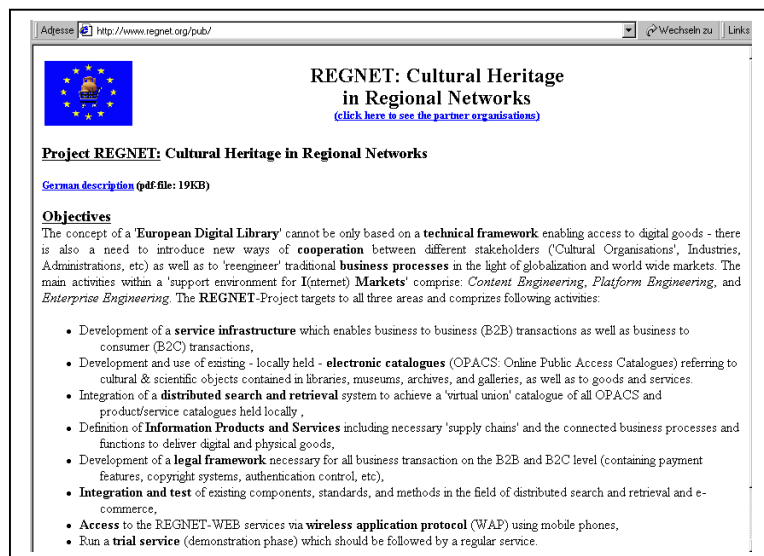 Adresse http://www.regnet.org/pub/ Wechseln zu Links
REGNET: Cultural Heritage
in Regional Networks
(click here to see the partner organisations)
Project REGNET: Cultural Heritage in Regional Networks
German description (pdf-file: 19KB)
Objectives
The concept of a 'European Digital Library' cannot be only based on a technical framework enabling access to digital goods - there
is also a need to introduce new ways of cooperation between different stakeholders ('Cultural Organisations', Industries,
Administrations, etc) as well as to 'reengineer' traditional business processes in the light of globalization and world wide markets. The
main activities within a 'support environment for I(nternet) Markets' comprise: Content Engineering, Platform Engineering, and
Enterprise Engineering. The REGNET-Project targets to all three areas and comprizes following activities:
• Development of a service infrastructure which enables business to business (B2B) transactions as well as business to
consumer (B2C) transactions,
• Development and use of existing - locally held - electronic catalogues (OPACS: Online Public Access Catalogues) referring to
cultural & scientific objects contained in libraries, museums, archives, and galleries, as well as to goods and services.
• Integration of a distributed search and retrieval system to achieve a 'virtual union' catalogue of all OPACS and
product/service catalogues held locally ,
• Definition of Information Products and Services including necessary 'supply chains' and the connected business processes and
functions to deliver digital and physical goods,
• Development of a legal framework necessary for all business transaction on the B2B and B2C level (containing payment
features, copyright systems, authentication control, etc),
• Integration and test of existing components, standards, and methods in the field of distributed search and retrieval and e-
commerce,
• Access to the REGNET-WEB services via wireless application protocol (WAP) using mobile phones,
• Run a trial service (demonstration phase) which should be followed by a regular service.